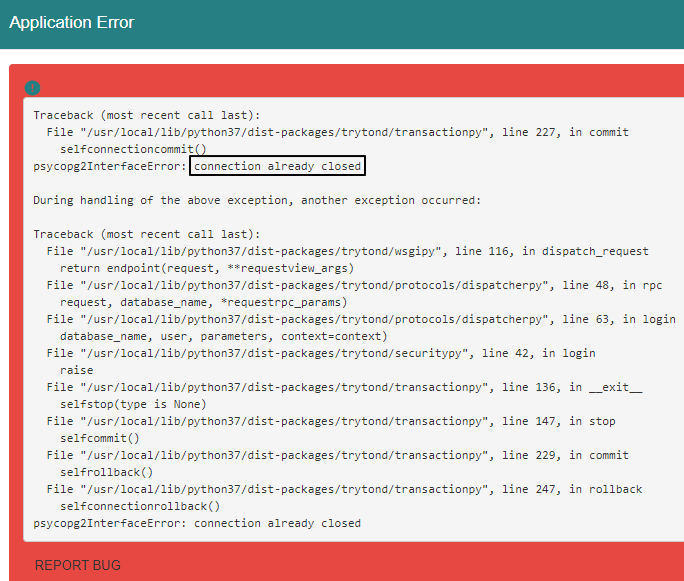 Application Error
!
Traceback (most recent call last):
File "/usr/local/lib/python37/dist-packages/trytond/transactionpy", line 227, in commit
selfconnectioncommit()
psycopg2InterfaceError: connection already closed
During handling of the above exception, another exception occurred:
Traceback (most recent call last):
File "/usr/local/lib/python37/dist-packages/trytond/wsgipy", line 116, in dispatch_request
return endpoint(request, **requestview_args)
File "/usr/local/lib/python37/dist-packages/trytond/protocols/dispatcherpy", line 48, in rpc
request, database_name, *requestrpc_params)
File "/usr/local/lib/python37/dist-packages/trytond/protocols/dispatcherpy", line 63, in login
database_name, user, parameters, context=context)
File "/usr/local/lib/python37/dist-packages/trytond/securitypy", line 42, in login
raise
File "/usr/local/lib/python37/dist-packages/trytond/transactionpy", line 136, in __exit__
selfstop(type is None)
File "/usr/local/lib/python37/dist-packages/trytond/transactionpy", line 147, in stop
selfcommit()
File "/usr/local/lib/python37/dist-packages/trytond/transactionpy", line 229, in commit
selfrollback()
File "/usr/local/lib/python37/dist-packages/trytond/transactionpy", line 247, in rollback
selfconnectionrollback()
psycopg2InterfaceError: connection already closed
REPORT BUG